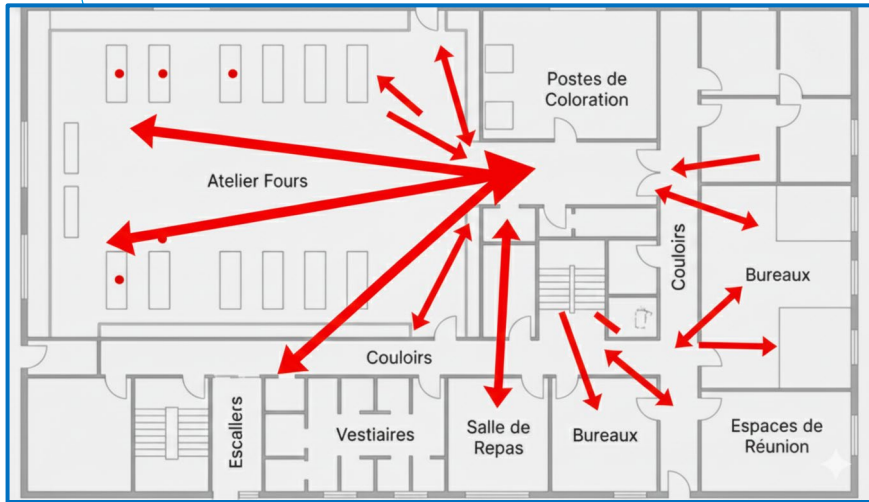 Postes de
Coloration
Atelier Fours
Couloirs
Bureaux
Couloirs
Escallers
Vestiaires
Salle de
Repas
Bureaux
Espaces de
Réunion